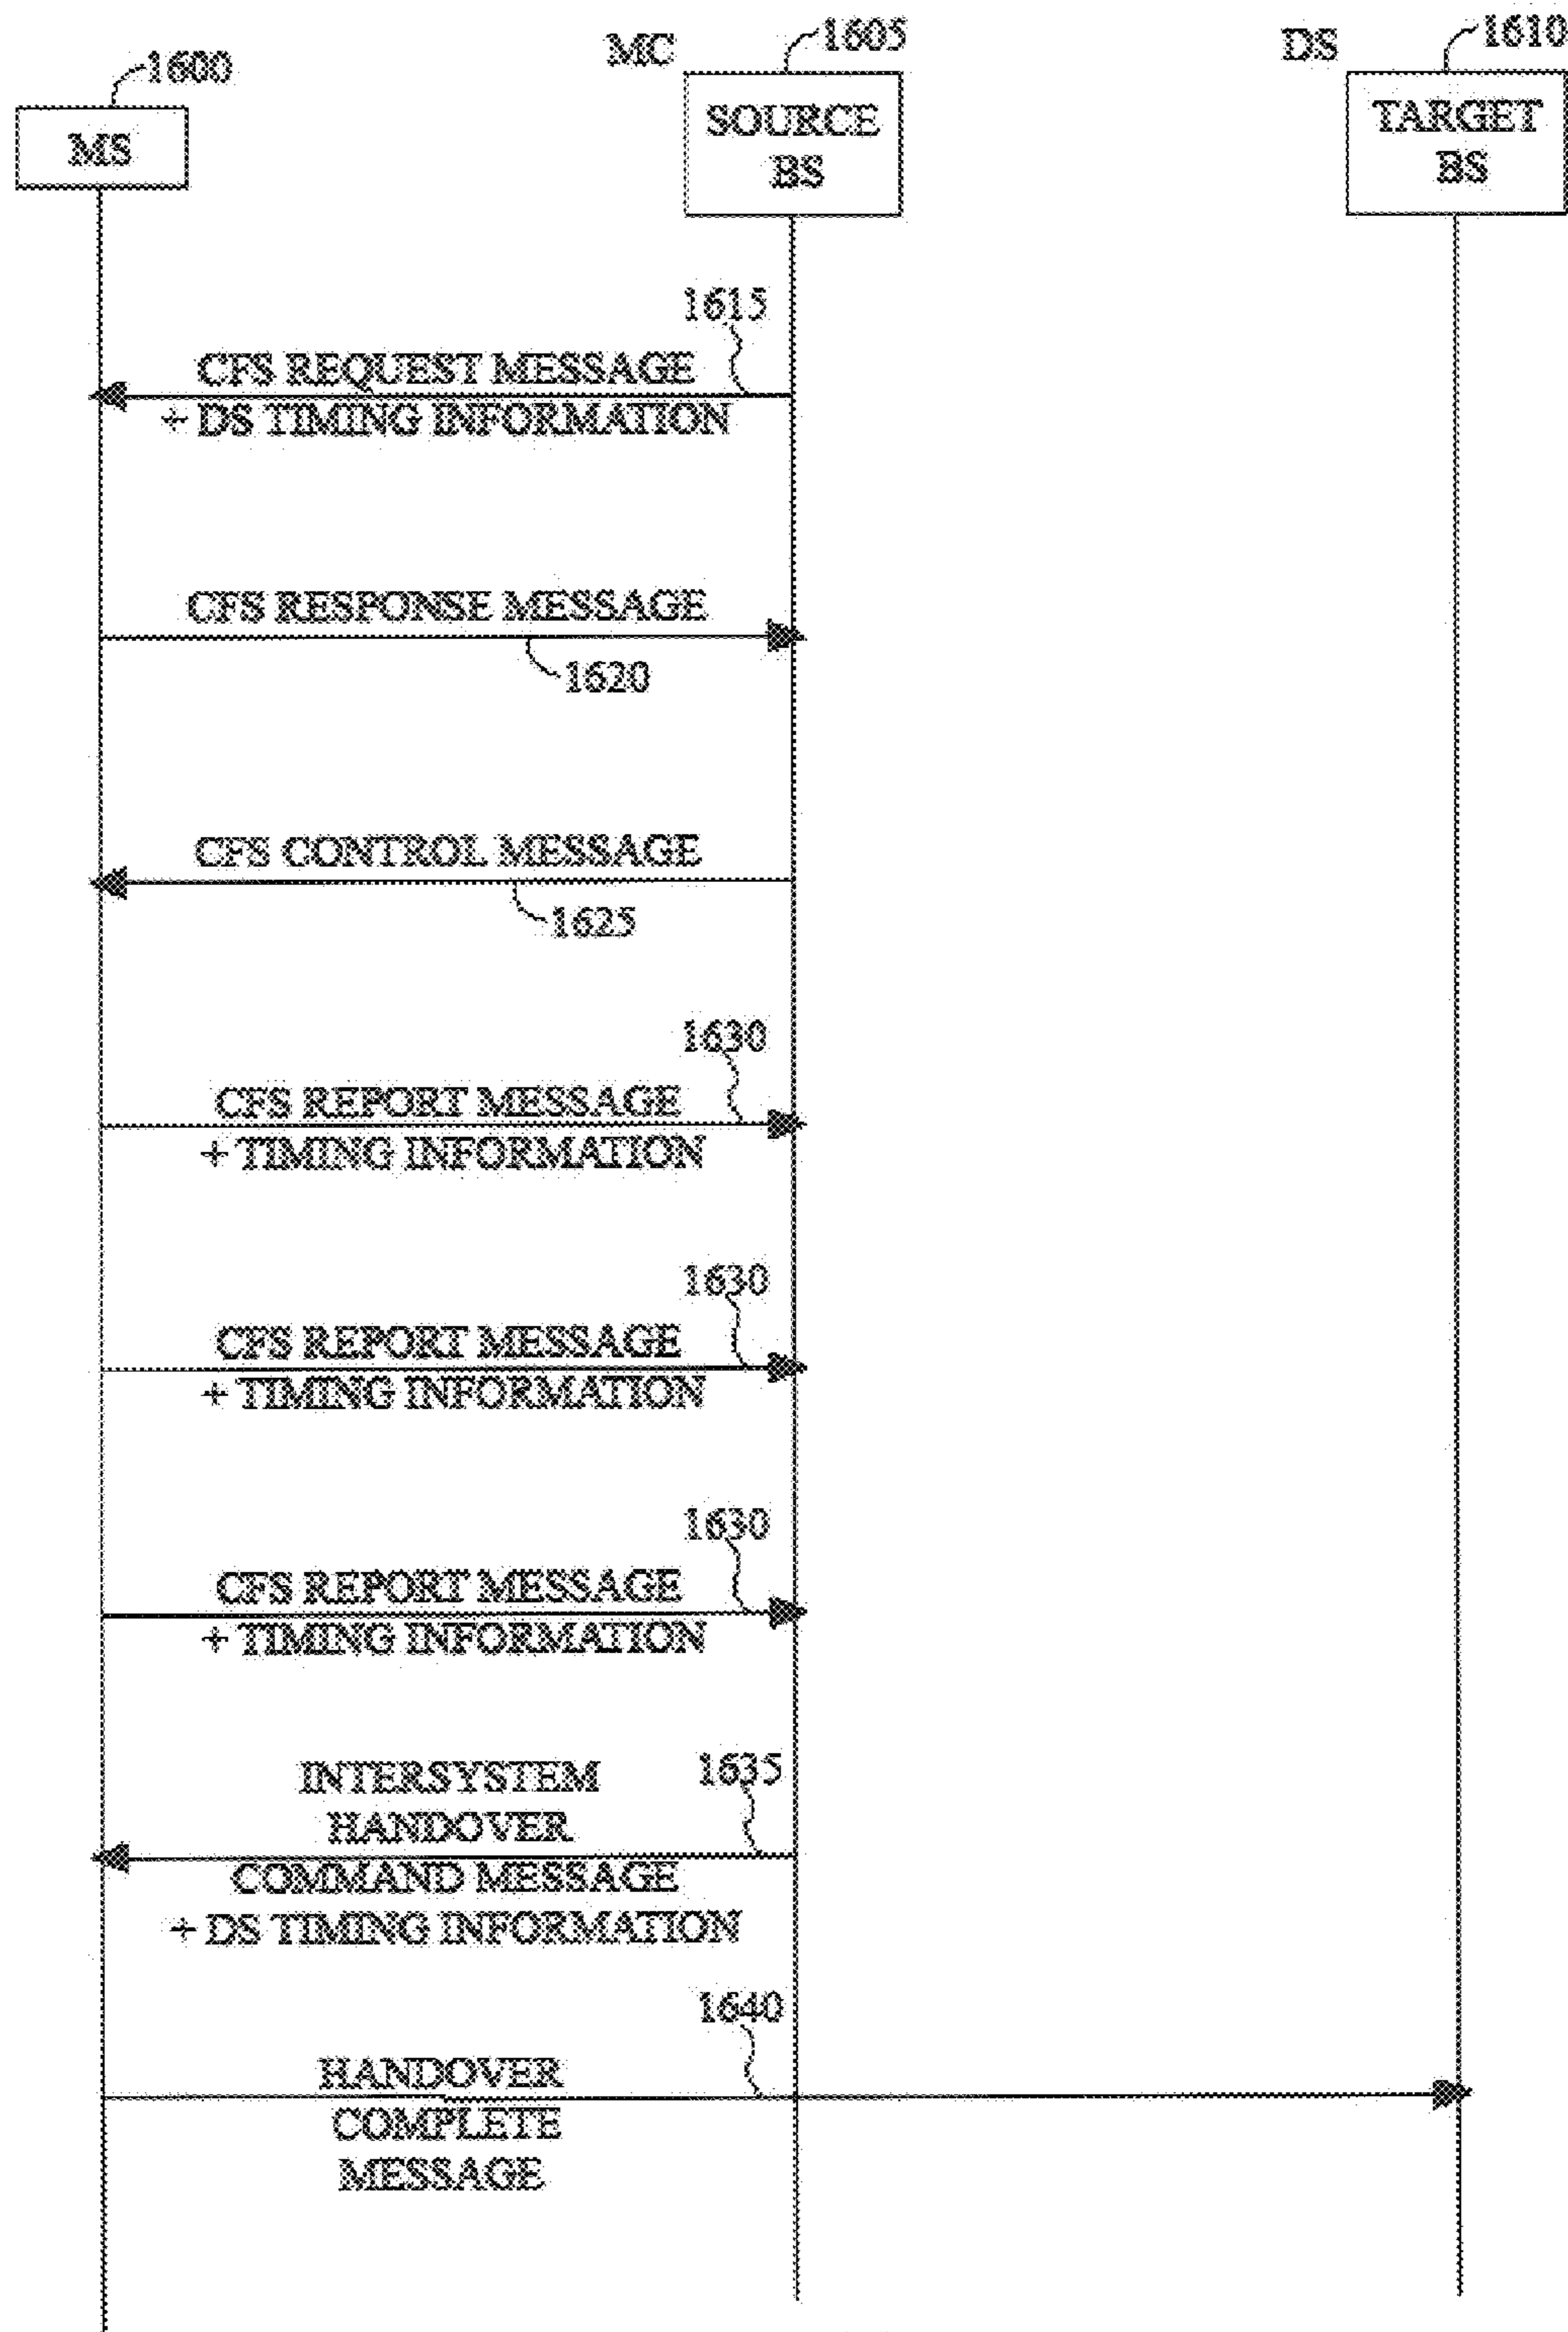 1600
MS
MC
1605
SOURCE
BS
DS
1610
TARGET
BS
1615
CFS REQUEST MESSAGE
+ DS TIMING INFORMATION
CFS RESPONSE MESSAGE
1620
CFS CONTROL MESSAGE
1625
1630
CFS REPORT MESSAGE
+ TIMING INFORMATION
1630
CFS REPORT MESSAGE
+ TIMING INFORMATION
1630
CFS REPORT MESSAGE
+ TIMING INFORMATION
1635
INTERSYSTEM
HANDOVER
COMMAND MESSAGE
+ DS TIMING INFORMATION
1640
HANDOVER
COMPLETE
MESSAGE